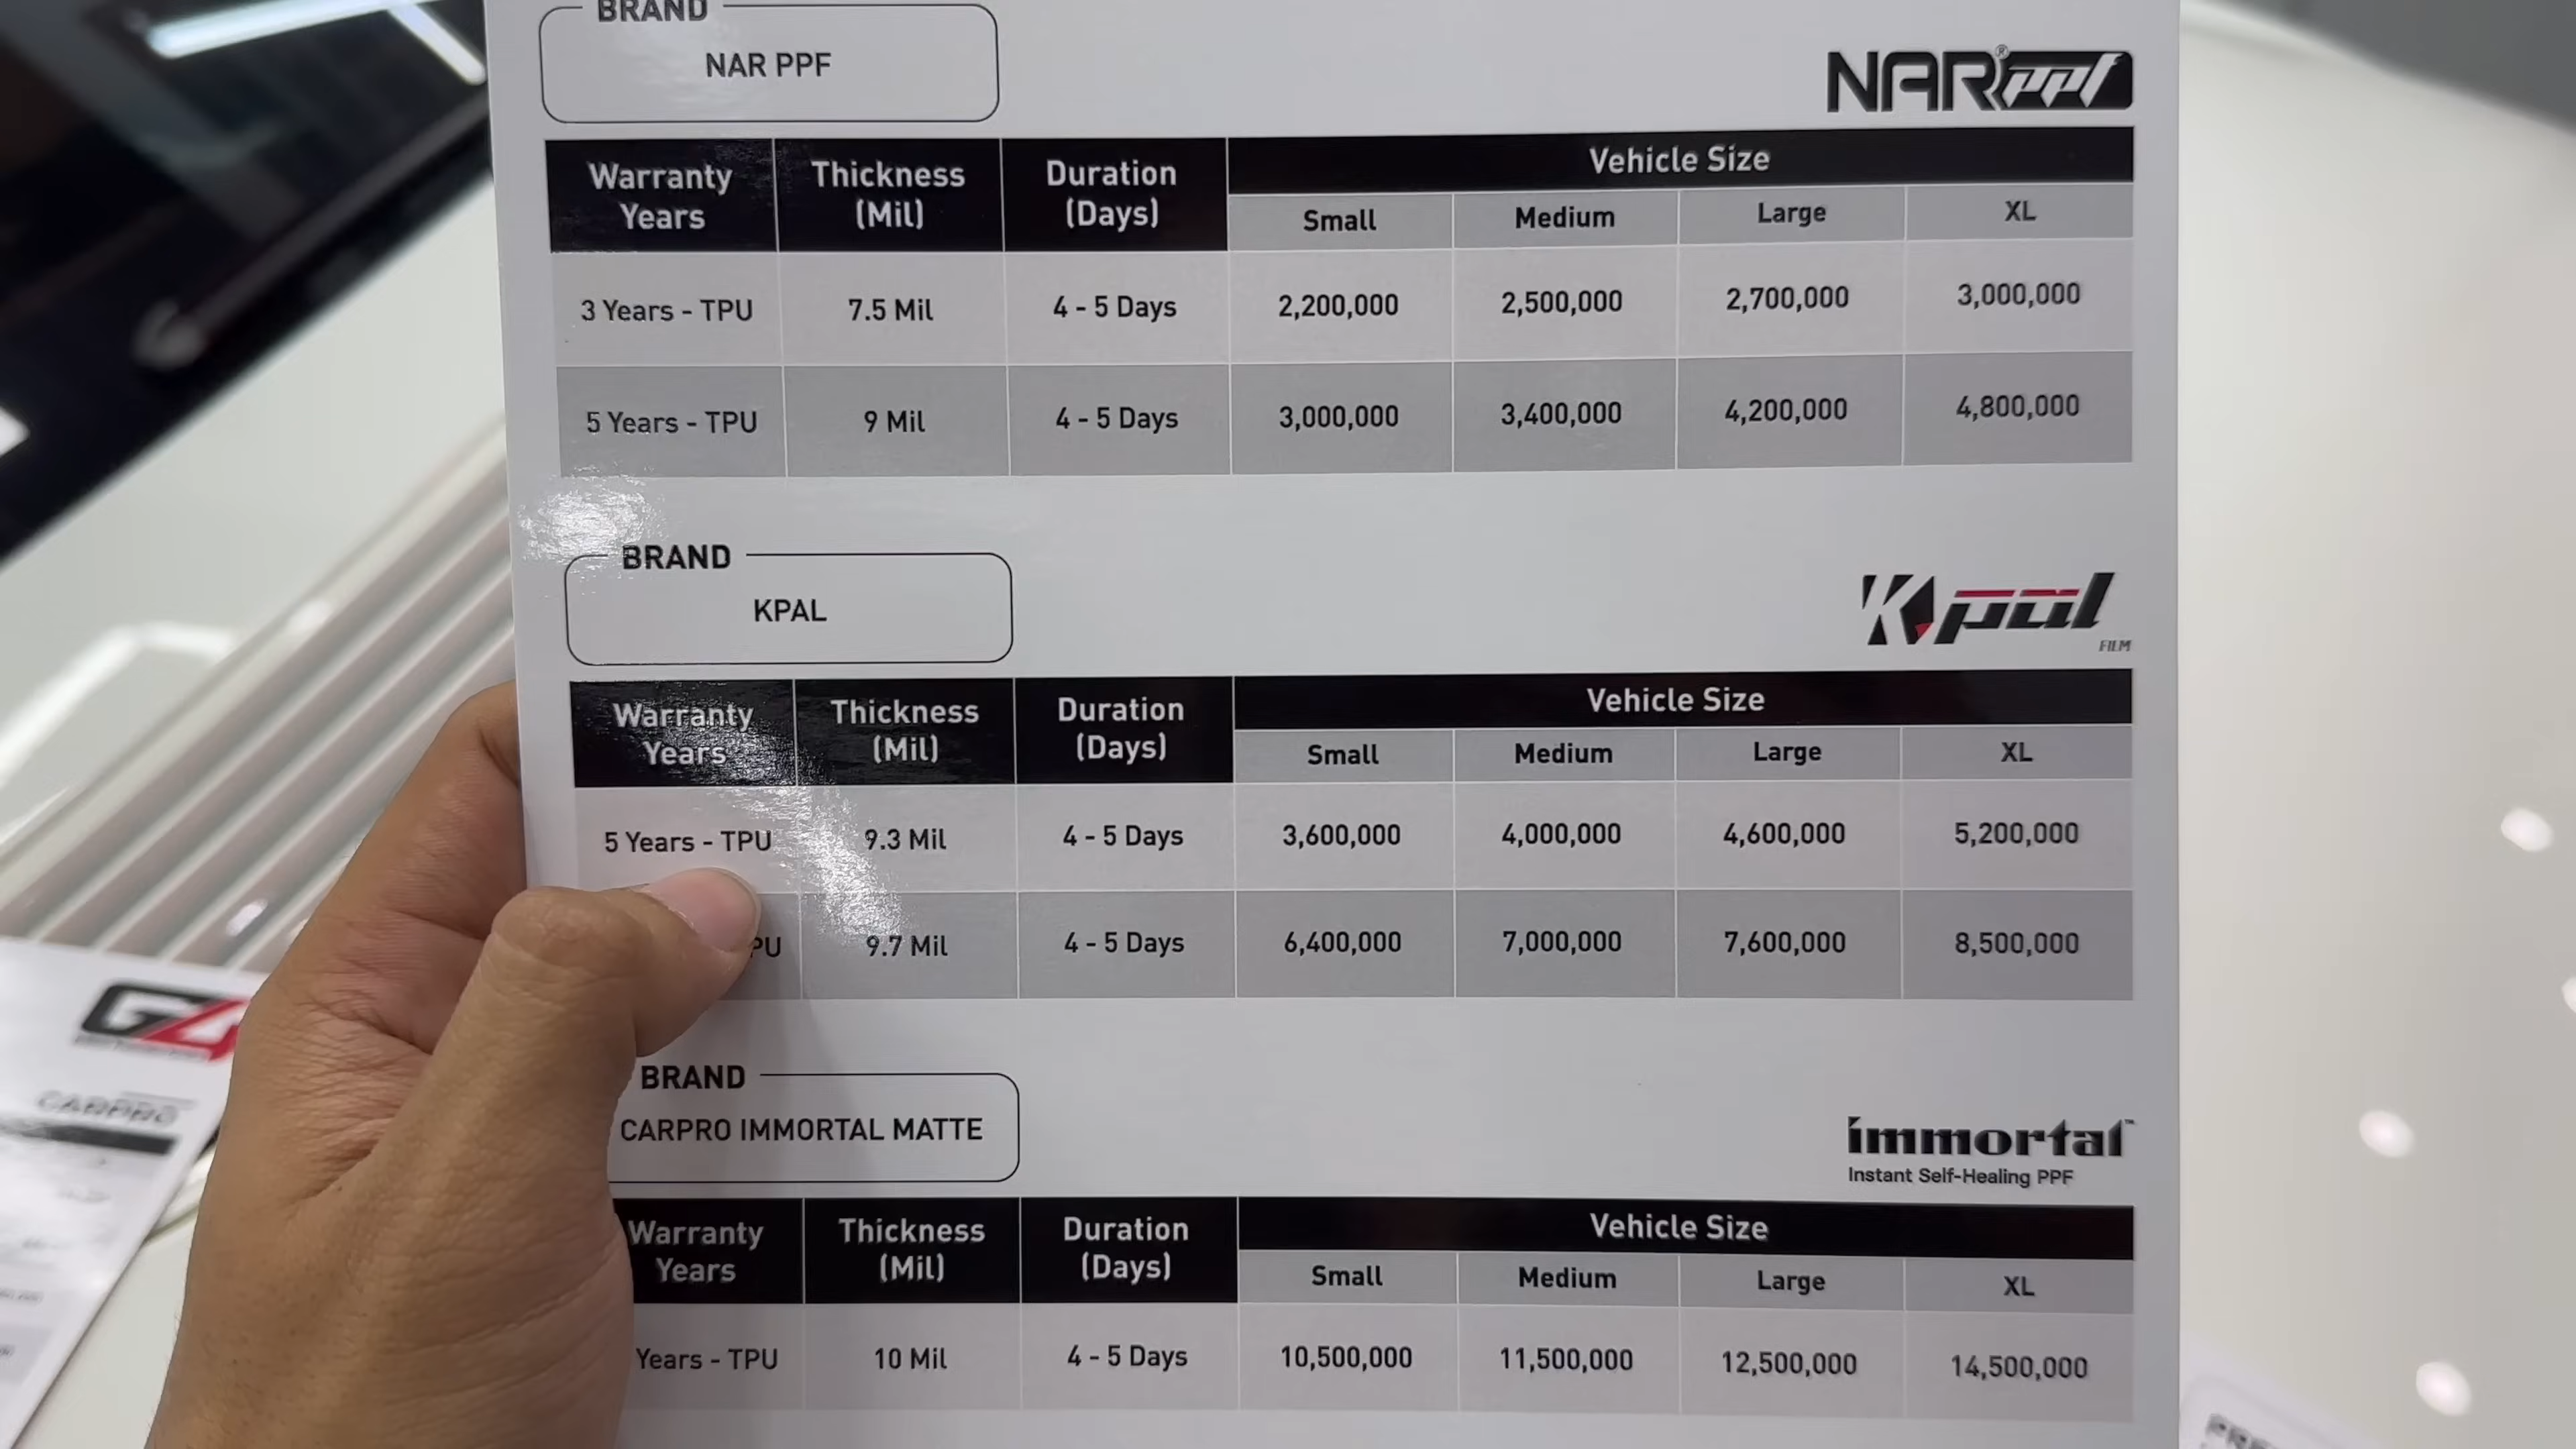 BRAND
NAR PPF
NAR® ppf
Warranty Years Thickness (Mil) Duration (Days) Vehicle Size
Small Medium Large XL
3 Years - TPU 7.5 Mil 4 - 5 Days 2,200,000 2,500,000 2,700,000 3,000,000
5 Years - TPU 9 Mil 4 - 5 Days 3,000,000 3,400,000 4,200,000 4,800,000
BRAND
KPAL
Kpal
FILM
Warranty Years Thickness (Mil) Duration (Days) Vehicle Size
Small Medium Large XL
5 Years - TPU 9.3 Mil 4 - 5 Days 3,600,000 4,000,000 4,600,000 5,200,000
9.7 Mil 4 - 5 Days 6,400,000 7,000,000 7,600,000 8,500,000
BRAND
CARPRO IMMORTAL MATTE
immortal™
Instant Self-Healing PPF
Warranty Years Thickness (Mil) Duration (Days) Vehicle Size
Small Medium Large XL
Years - TPU 10 Mil 4 - 5 Days 10,500,000 11,500,000 12,500,000 14,500,000
G4
CARPRO